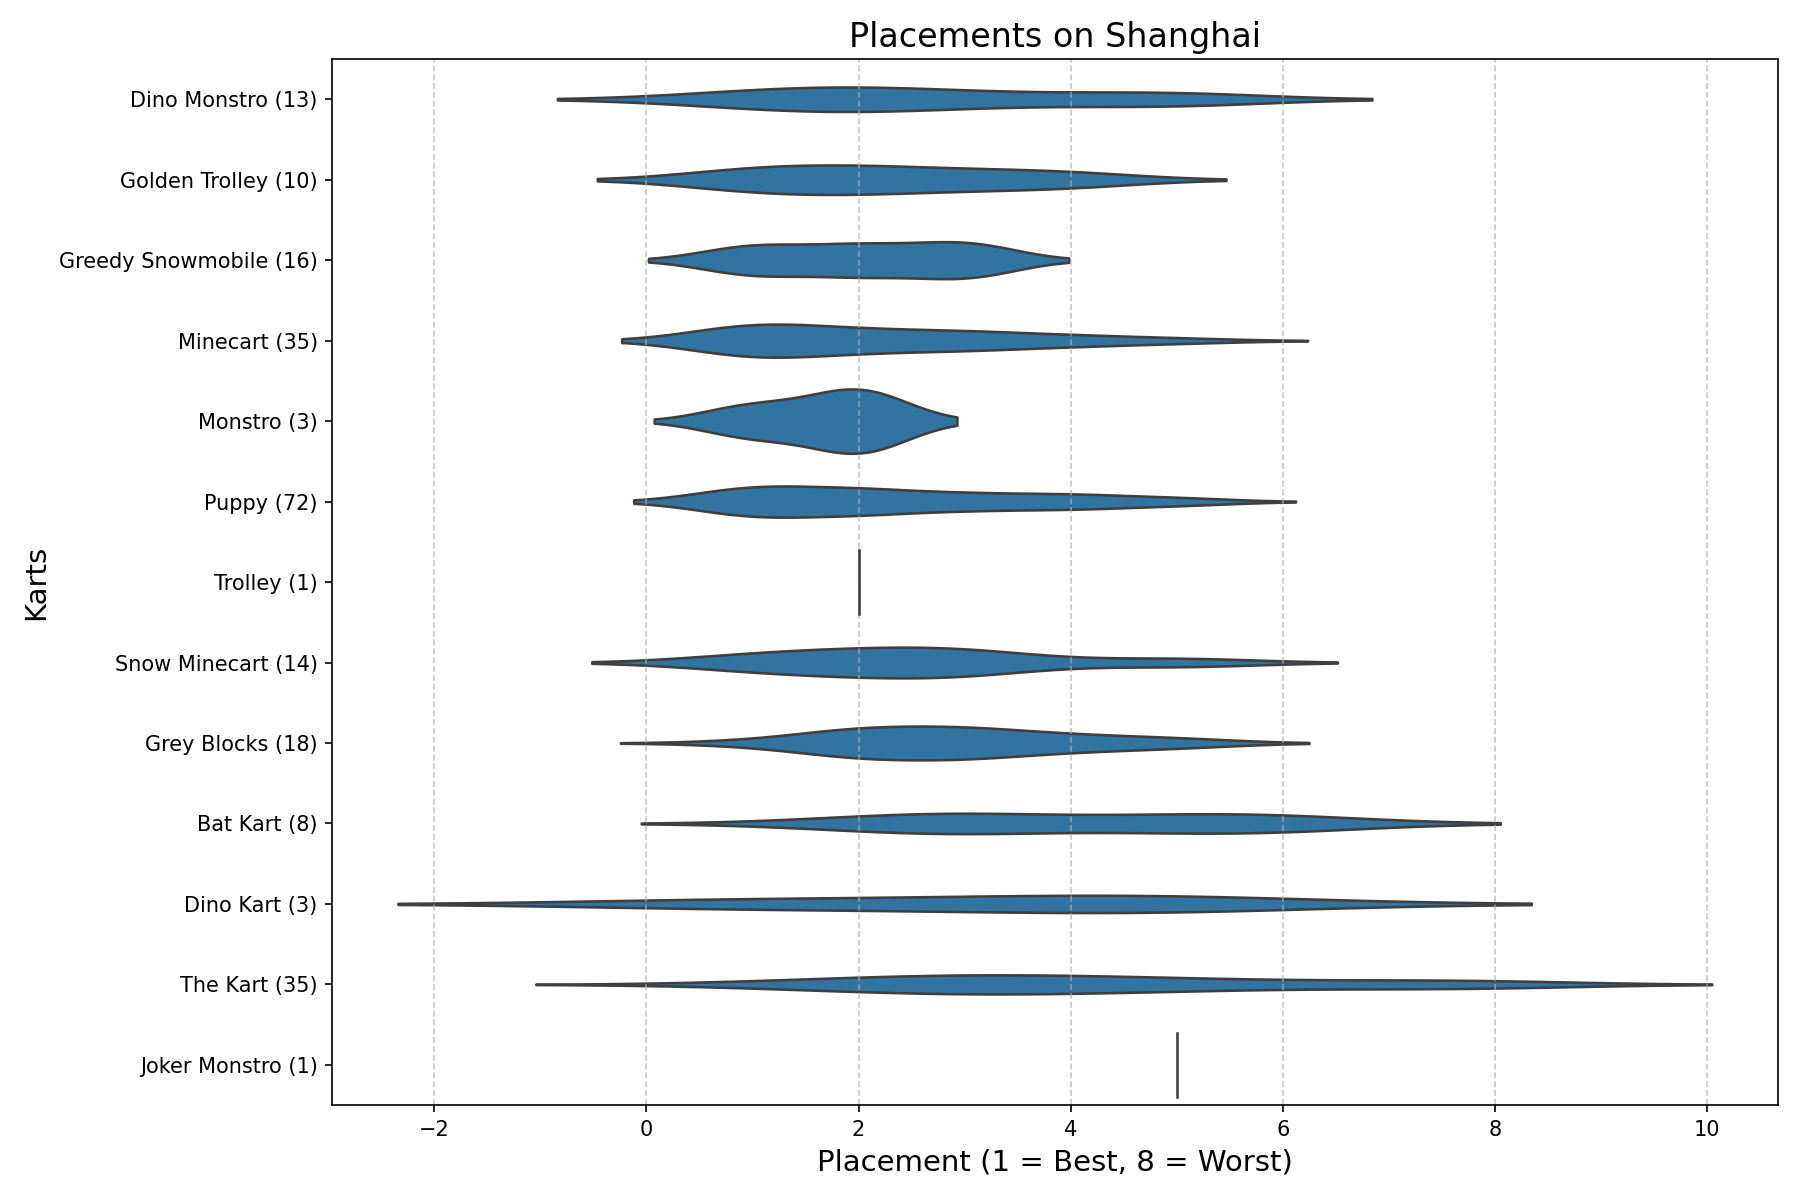 Placements on Shanghai
Karts
Dino Monstro (13)
Golden Trolley (10)
Greedy Snowmobile (16)
Minecart (35)
Monstro (3)
Puppy (72)
Trolley (1)
Snow Minecart (14)
Grey Blocks (18)
Bat Kart (8)
Dino Kart (3)
The Kart (35)
Joker Monstro (1)
−2 0 2 4 6 8 10
Placement (1 = Best, 8 = Worst)